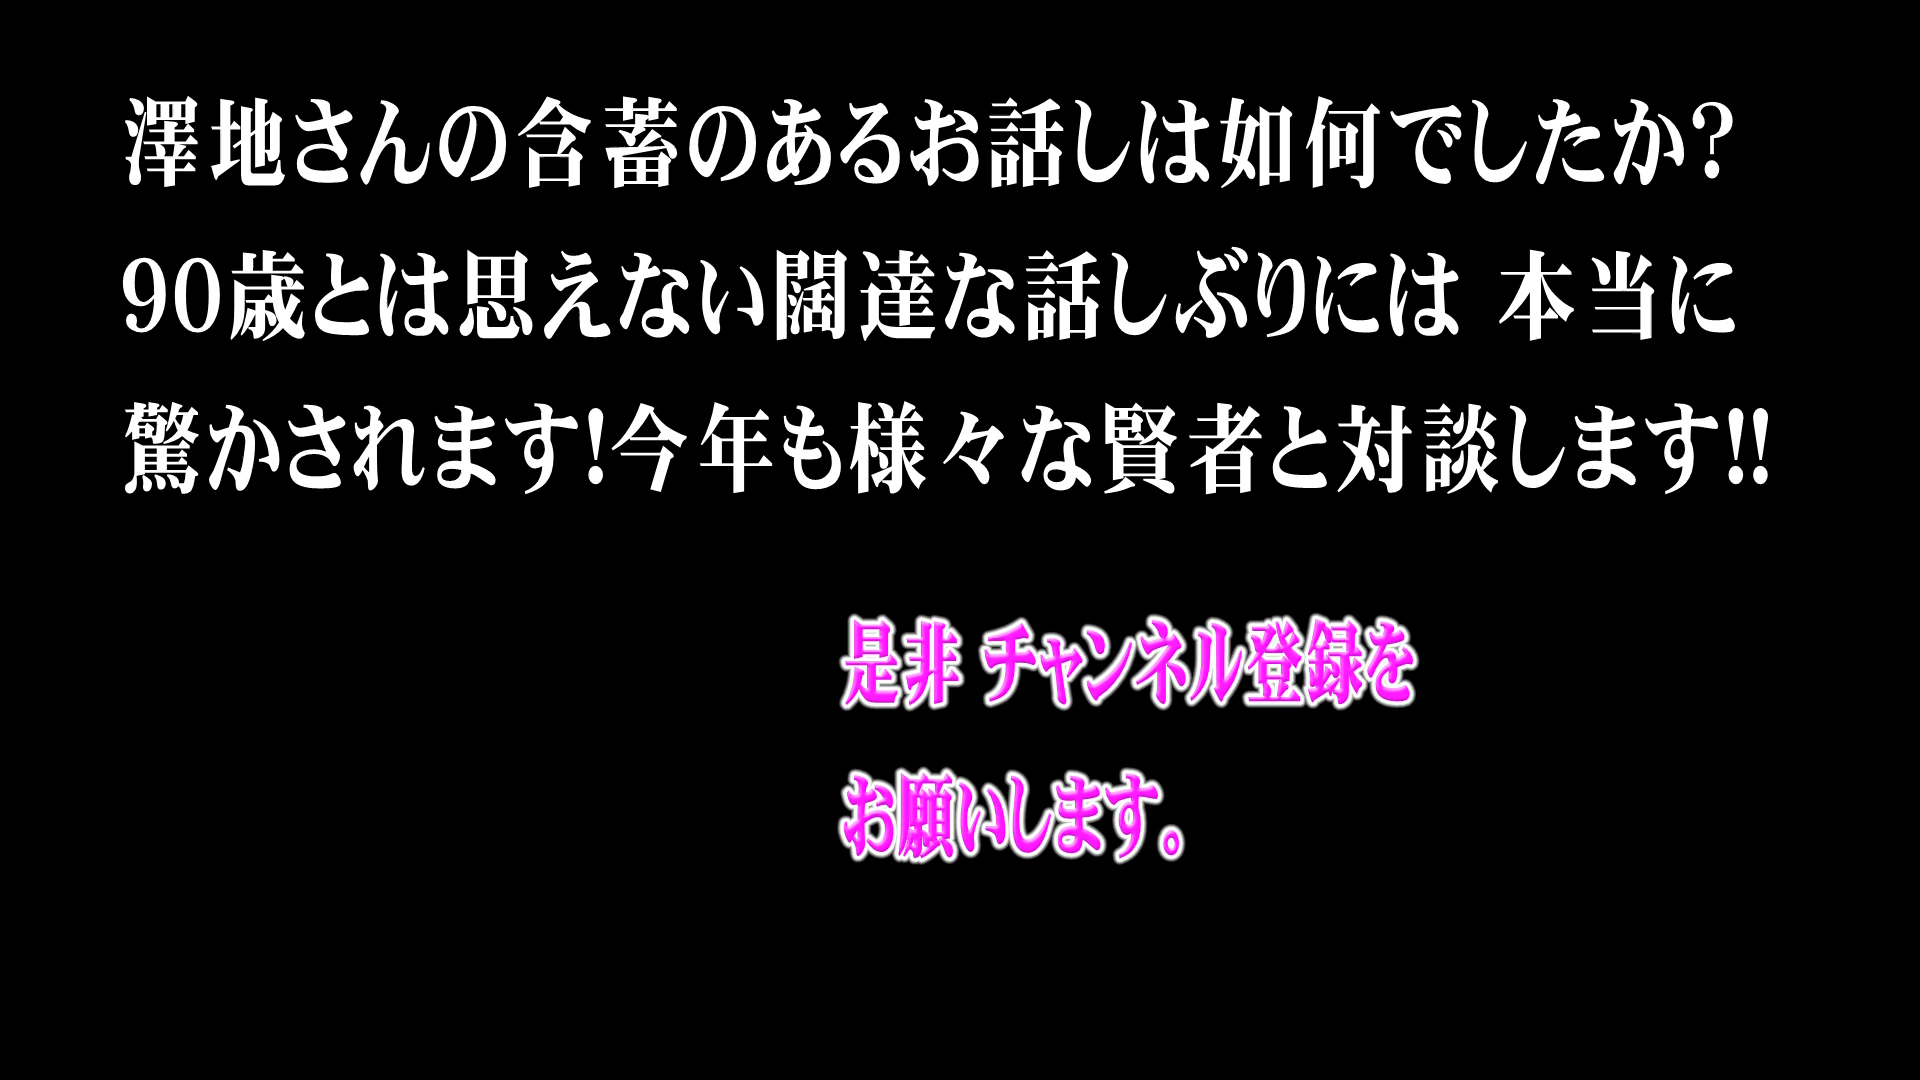 澤地さんの含蓄のあるお話しは如何でしたか?
90歳とは思えない闊達な話しぶりには 本当に
驚かされます!今年も様々な賢者と対談します!!
是非 チャンネル登録を
お願いします。